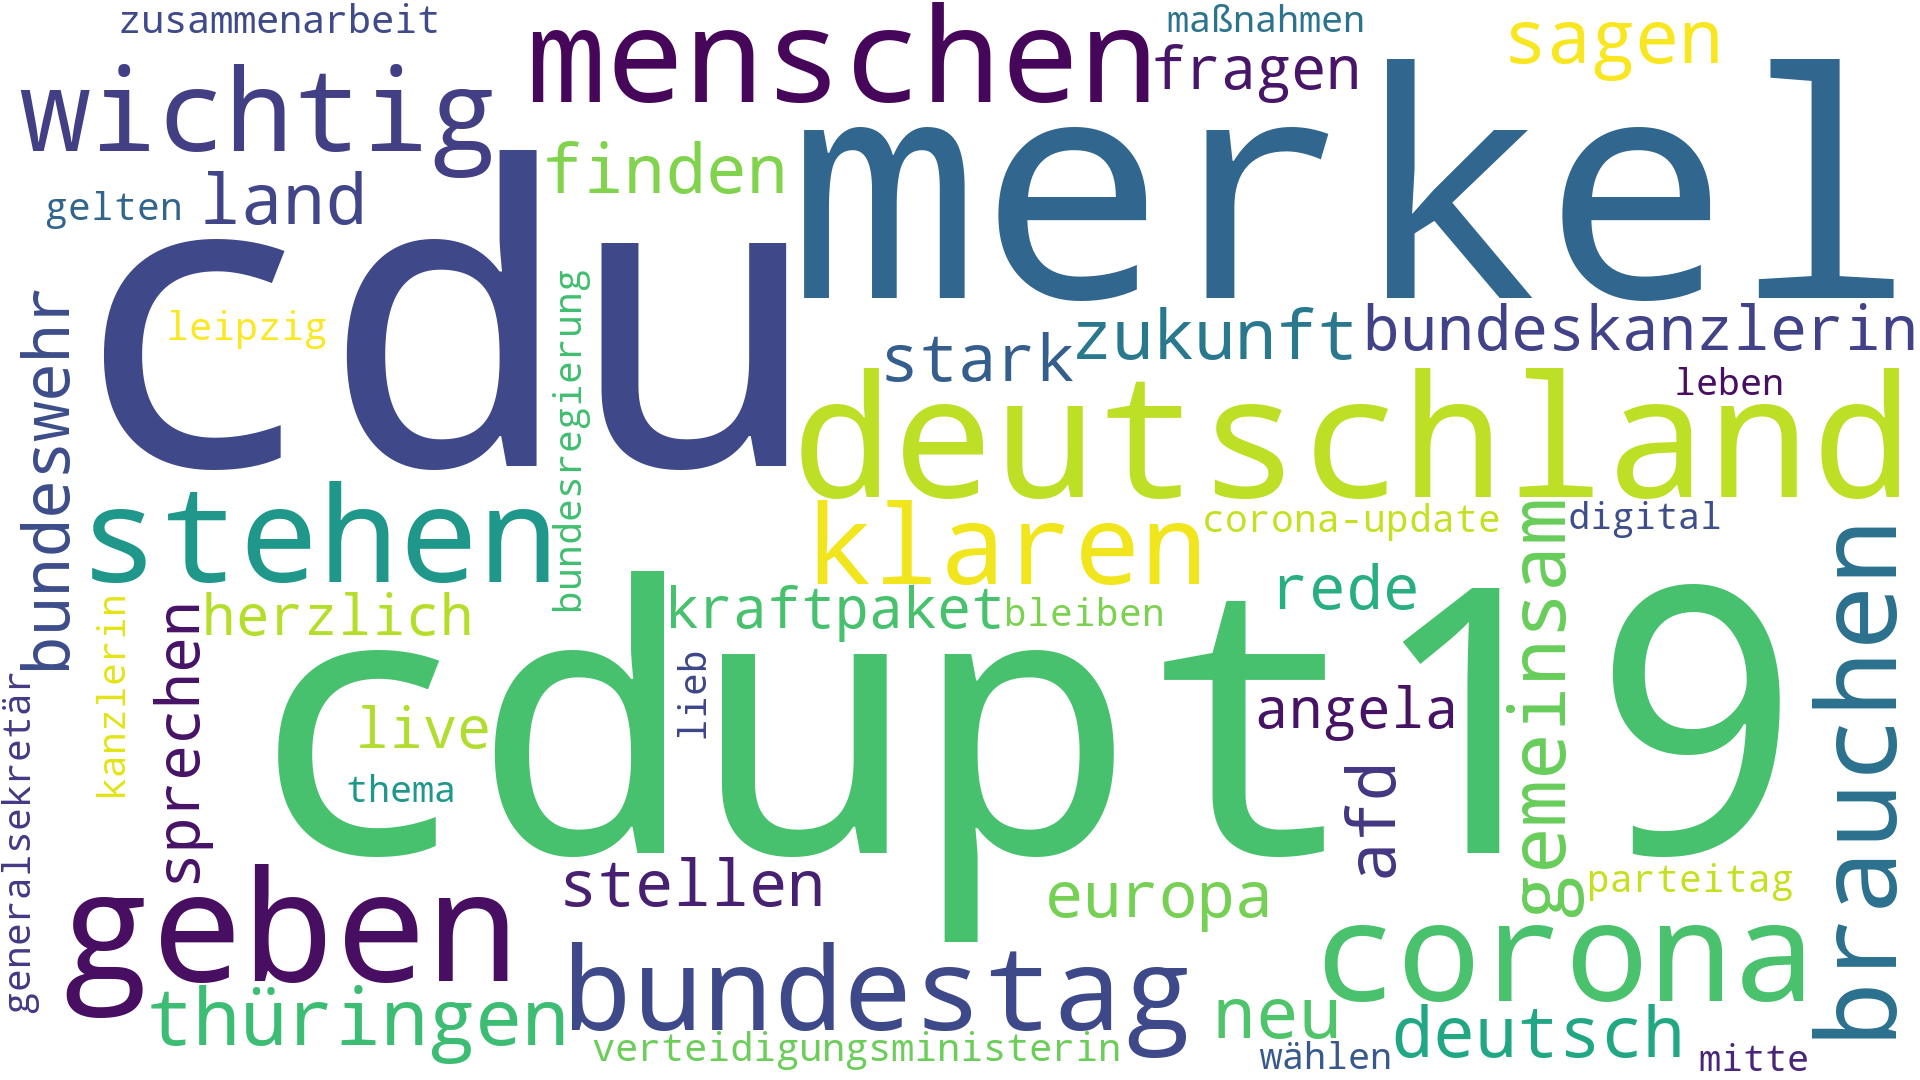 zusammenarbeit
menschen
maßnahmen
sagen
wichtig
fragen
merkel
finden
gelten
land
cdu
bundeswehr
leipzig
bundesregierung
stark
zukunft
bundeskanzlerin
leben
deutschland
stehen
klaren
corona-update
digital
gemeinsam
brauchen
kanzlerin
sprechen
herzlich
kraftpaket
bleiben
rede
cdupt19
generalsekretär
live
lieb
angela
thema
afd
geben
stellen
europa
parteitag
corona
bundestag
thüringen
neu
deutsch
verteidigungsministerin
wählen
mitte